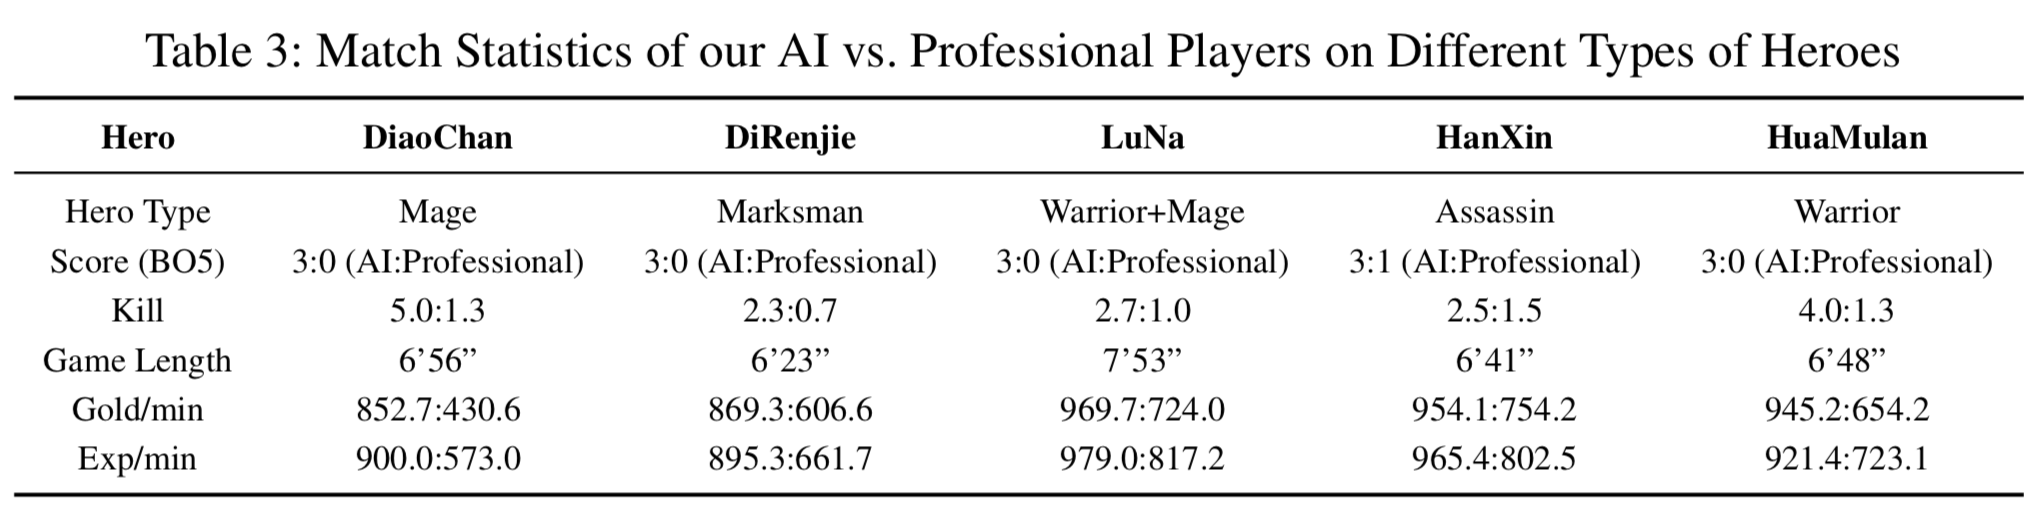 Table 3: Match Statistics of our AI vs. Professional Players on Different Types of Heroes
Hero DiaoChan DiRenjie LuNa HanXin HuaMulan
Hero Type Mage Marksman Warrior+Mage Assassin Warrior
Score (BO5) 3:0 (AI:Professional) 3:0 (AI:Professional) 3:0 (AI:Professional) 3:1 (AI:Professional) 3:0 (AI:Professional)
Kill 5.0:1.3 2.3:0.7 2.7:1.0 2.5:1.5 4.0:1.3
Game Length 6’56” 6’23” 7’53” 6’41” 6’48”
Gold/min 852.7:430.6 869.3:606.6 969.7:724.0 954.1:754.2 945.2:654.2
Exp/min 900.0:573.0 895.3:661.7 979.0:817.2 965.4:802.5 921.4:723.1